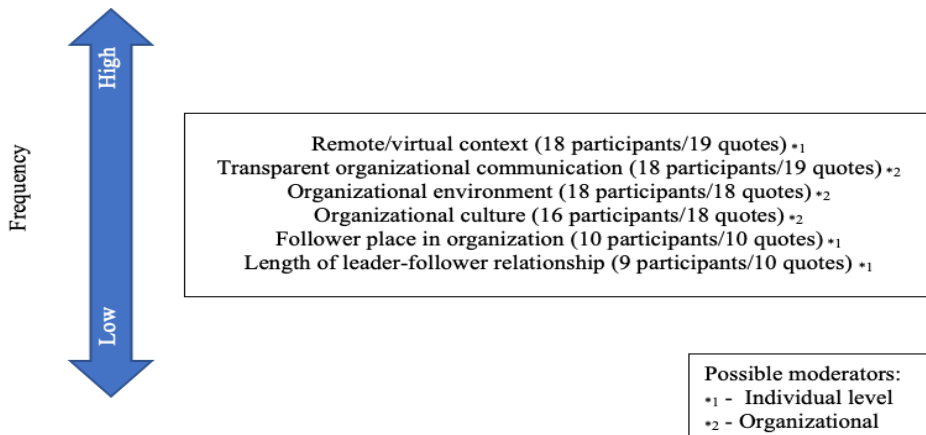 High
Frequency
Low
Remote/virtual context (18 participants/19 quotes) *1
Transparent organizational communication (18 participants/19 quotes) *2
Organizational environment (18 participants/18 quotes) *2
Organizational culture (16 participants/18 quotes) *2
Follower place in organization (10 participants/10 quotes) *1
Length of leader-follower relationship (9 participants/10 quotes) *1
Possible moderators:
*1 - Individual level
*2 - Organizational